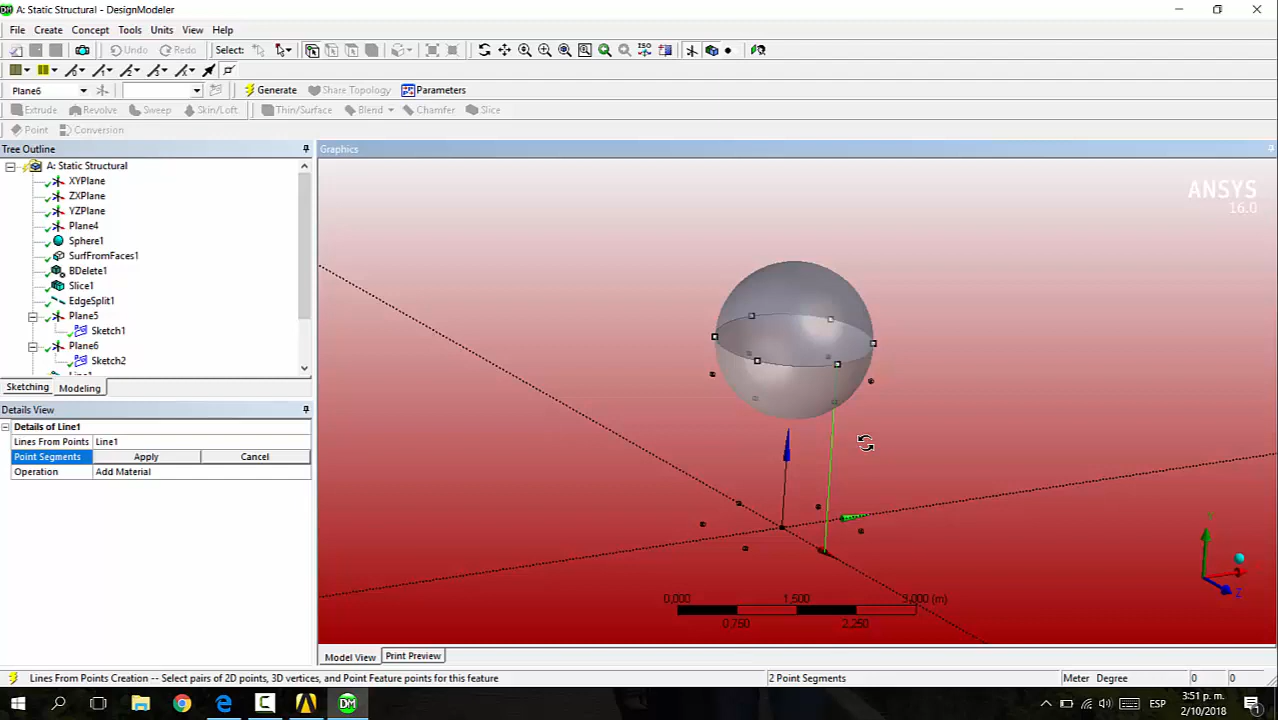 A: Static Structural - DesignModeler
File Create Concept Tools Units View Help
Undo Redo Select:
Plane6 Generate Share Topology Parameters
Extrude Revolve Sweep Skin/Loft Thin/Surface Blend Chamfer Slice
Point Conversion
Tree Outline
A: Static Structural
XYPlane
ZXPlane
YZPlane
Plane4
Sphere1
SurfFromFaces1
BDelete1
Slice1
EdgeSplit1
Plane5
Sketch1
Plane6
Sketch2
Sketching Modeling
Details View
Details of Line1
Lines From Points Line1
Point Segments Apply Cancel
Operation Add Material
Graphics
ANSYS
16.0
0,000 1,500 3,000 (m)
0,750 2,250
Z
Model View Print Preview
Lines From Points Creation -- Select pairs of 2D points, 3D vertices, and Point Feature points for this feature 2 Point Segments Meter Degree 0 0
ESP 3:51 p. m.
2/10/2018